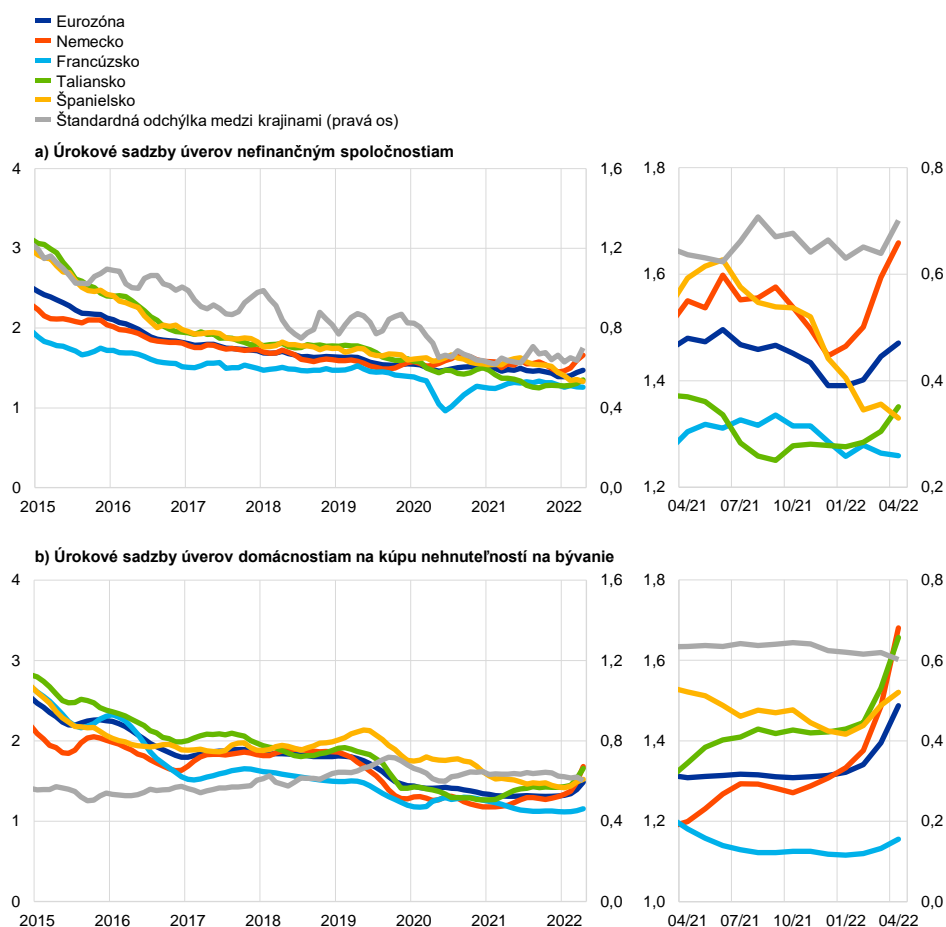 Eurozóna
Nemecko
Francúzsko
Taliansko
Španielsko
Štandardná odchýlka medzi krajinami (pravá os)
a) Úrokové sadzby úverov nefinančným spoločnostiam
4 1,6 1,8 0,8
3 1,2 1,6 0,6
2 0,8 1,4 0,4
1 0,4
0 0,0 1,2 0,2
2015 2016 2017 2018 2019 2020 2021 2022 04/21 07/21 10/21 01/22 04/22
b) Úrokové sadzby úverov domácnostiam na kúpu nehnuteľností na bývanie
4 1,6 1,8 0,8
3 1,2 1,6 0,6
2 0,8 1,4 0,4
1 0,4 1,2 0,2
0 0,0 1,0 0,0
2015 2016 2017 2018 2019 2020 2021 2022 04/21 07/21 10/21 01/22 04/22